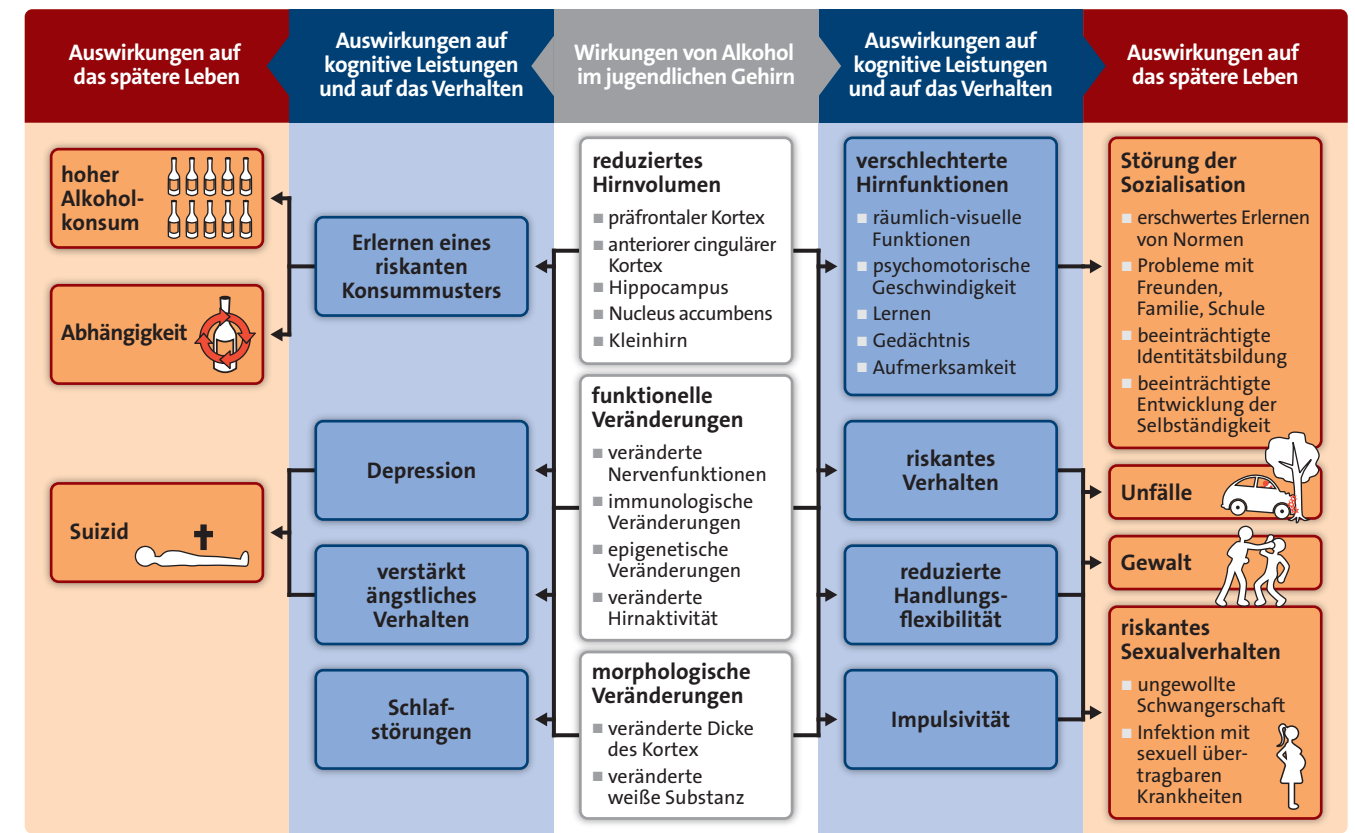 Auswirkungen auf
das spätere Leben
Auswirkungen auf
kognitive Leistungen
und auf das Verhalten
Wirkungen von Alkohol
im jugendlichen Gehirn
Auswirkungen auf
kognitive Leistungen
und auf das Verhalten
Auswirkungen auf
das spätere Leben
hoher
Alkohol-
konsum
Abhängigkeit
Suizid
Erlernen eines
riskanten
Konsummusters
Depression
verstärkt
ängstliches
Verhalten
Schlaf-
störungen
reduziertes
Hirnvolumen
präfrontaler Kortex
anteriorer cingulärer
Kortex
Hippocampus
Nucleus accumbens
Kleinhirn
funktionelle
Veränderungen
veränderte
Nervenfunktionen
immunologische
Veränderungen
epigenetische
Veränderungen
veränderte
Hirnaktivität
morphologische
Veränderungen
veränderte Dicke
des Kortex
veränderte
weiße Substanz
verschlechterte
Hirnfunktionen
räumlich-visuelle
Funktionen
psychomotorische
Geschwindigkeit
Lernen
Gedächtnis
Aufmerksamkeit
riskantes
Verhalten
reduzierte
Handlungs-
flexibilität
Impulsivität
Störung der
Sozialisation
erschwertes Erlernen
von Normen
Probleme mit
Freunden,
Familie, Schule
beeinträchtigte
Identitätsbildung
beeinträchtigte
Entwicklung der
Selbständigkeit
Unfälle
Gewalt
riskantes
Sexualverhalten
ungewollte
Schwangerschaft
Infektion mit
sexuell über-
tragbaren
Krankheiten